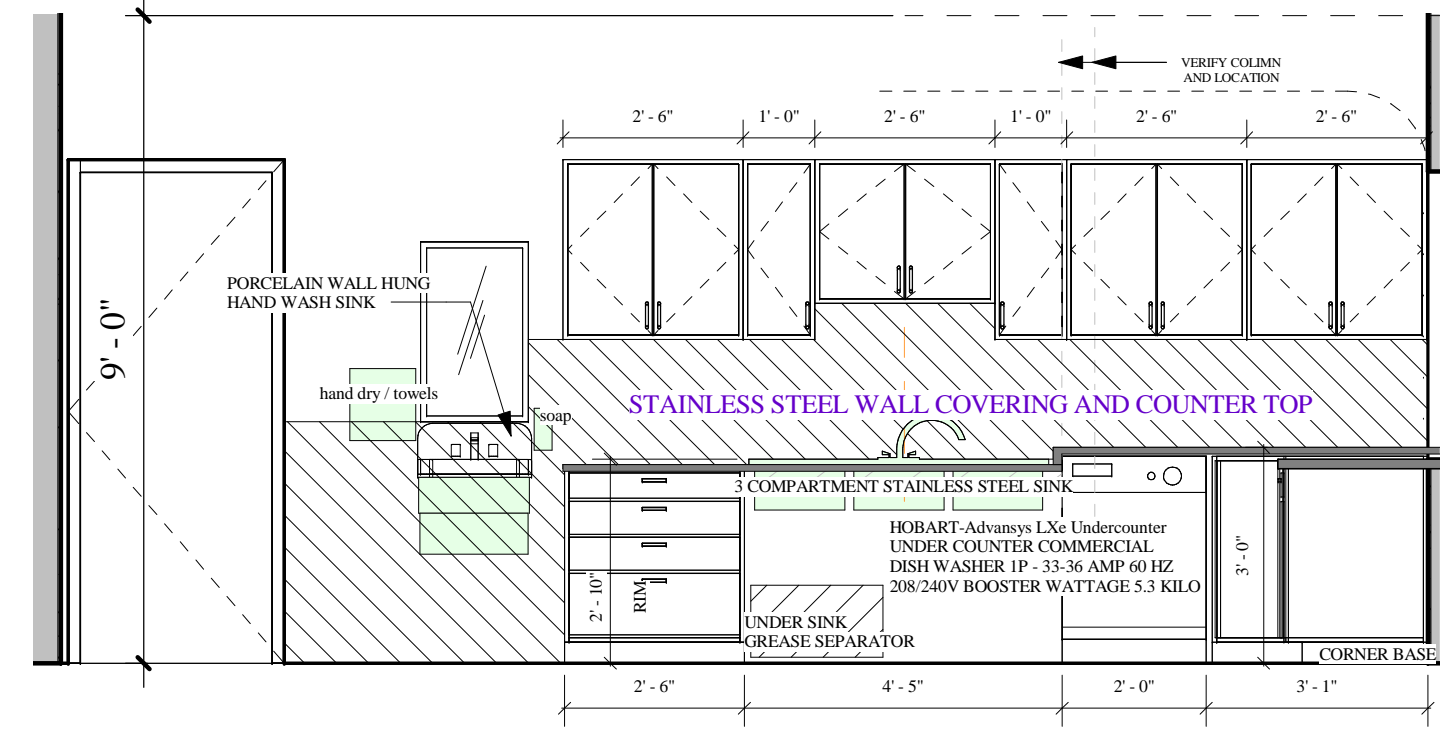 VERIFY COLIMN
AND LOCATION
2' - 6"
1' - 0"
2' - 6"
1' - 0"
2' - 6"
2' - 6"
PORCELAIN WALL HUNG
HAND WASH SINK
9' - 0"
hand dry / towels
soap
STAINLESS STEEL WALL COVERING AND COUNTER TOP
3 COMPARTMENT STAINLESS STEEL SINK
HOBART-Advansys LXe Undercounter
UNDER COUNTER COMMERCIAL
DISH WASHER 1P - 33-36 AMP 60 HZ
208/240V BOOSTER WATTAGE 5.3 KILO
2' - 10"
RIM
3' - 0"
UNDER SINK
GREASE SEPARATOR
CORNER BASE
2' - 6"
4' - 5"
2' - 0"
3' - 1"